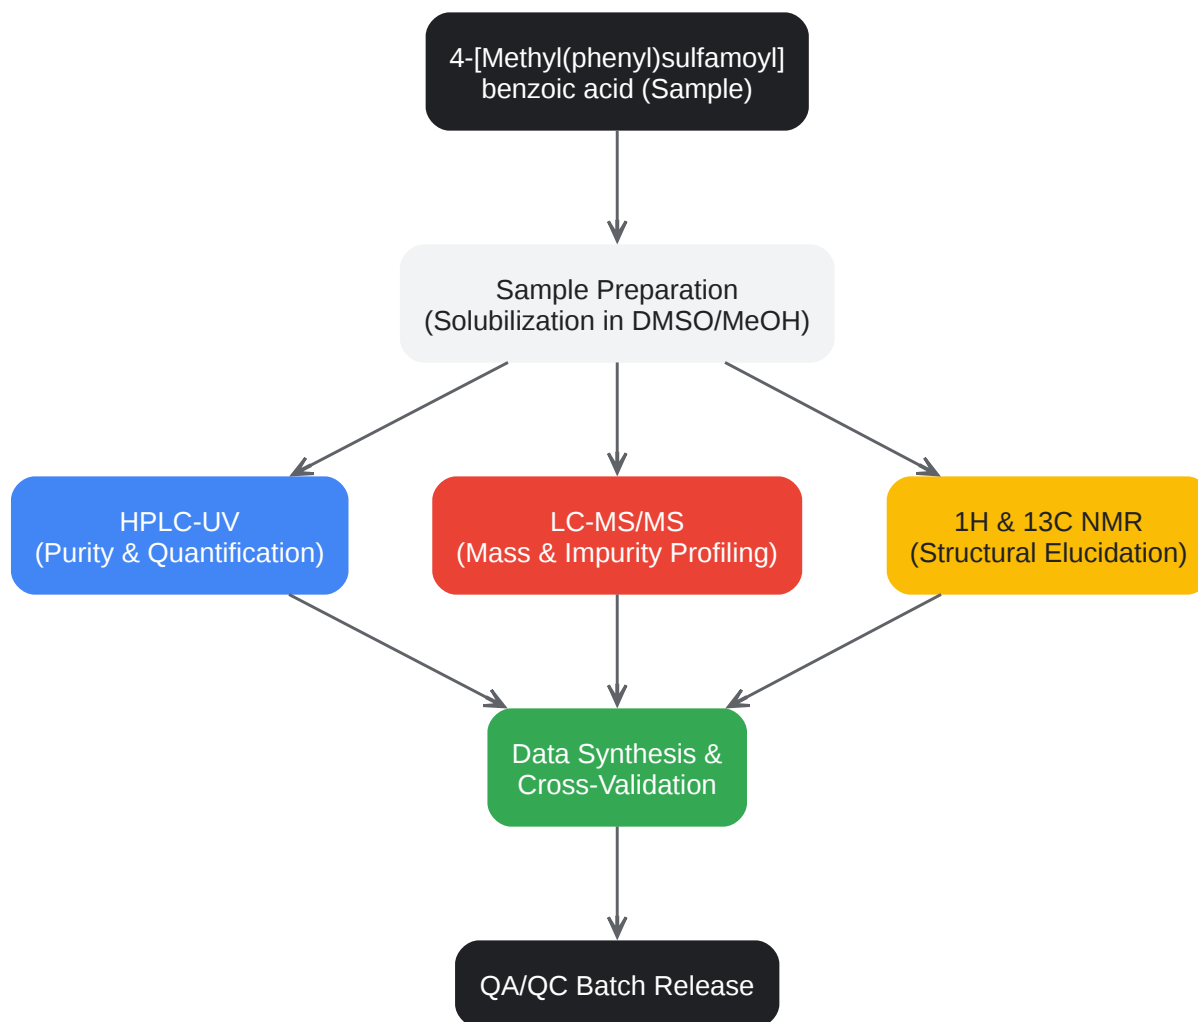 4-[Methyl(phenyl)sulfamoyl]
benzoic acid (Sample)
Sample Preparation
(Solubilization in DMSO/MeOH)
HPLC-UV
(Purity & Quantification)
LC-MS/MS
(Mass & Impurity Profiling)
1H & 13C NMR
(Structural Elucidation)
Data Synthesis &
Cross-Validation
QA/QC Batch Release